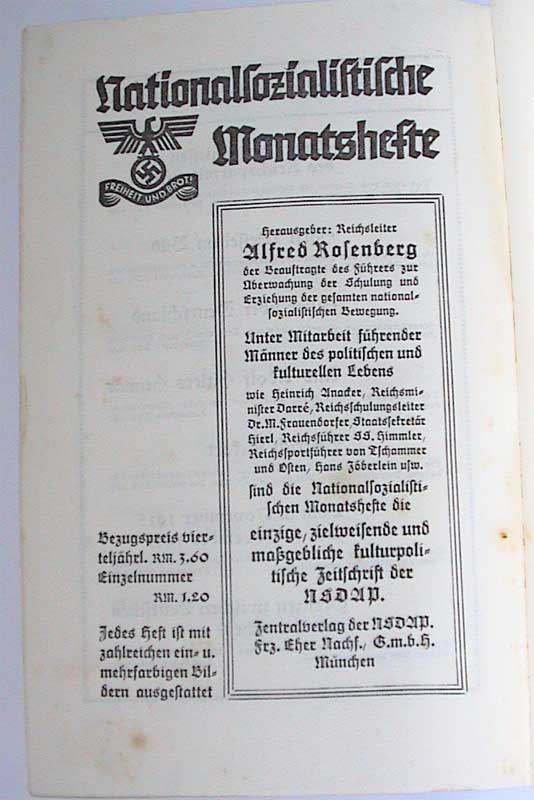 Nationalsozialistische
Monatshefte
FREIHEIT UND BROT!
Herausgeber: Reichsleiter
Alfred Rosenberg
der Beauftragte des Führers zur
Überwachung der Schulung und
Erziehung der gesamten national-
sozialistischen Bewegung.
Unter Mitarbeit führender
Männer des politischen und
kulturellen Lebens
wie Heinrich Anacker, Reichsmi-
nister Darré, Reichsschulungsleiter
Dr. M. Frauendorfer, Staatssekretär
Hierl, Reichsführer SS. Himmler,
Reichssportführer von Tschammer
und Osten, Hans Zöberlein usw.
sind die Nationalsozialisti-
schen Monatshefte die
einzige, zielweisende und
maßgebliche kulturpoli-
tische Zeitschrift der
NSDAP.
Zentralverlag der NSDAP.
Frz. Eher Nachf., G.m.b.H.
München
Bezugspreis vier-
teljährl. RM. 3.60
Einzelnummer
RM. 1.20
Jedes Heft ist mit
zahlreichen ein- u.
mehrfarbigen Bil-
dern ausgestattet